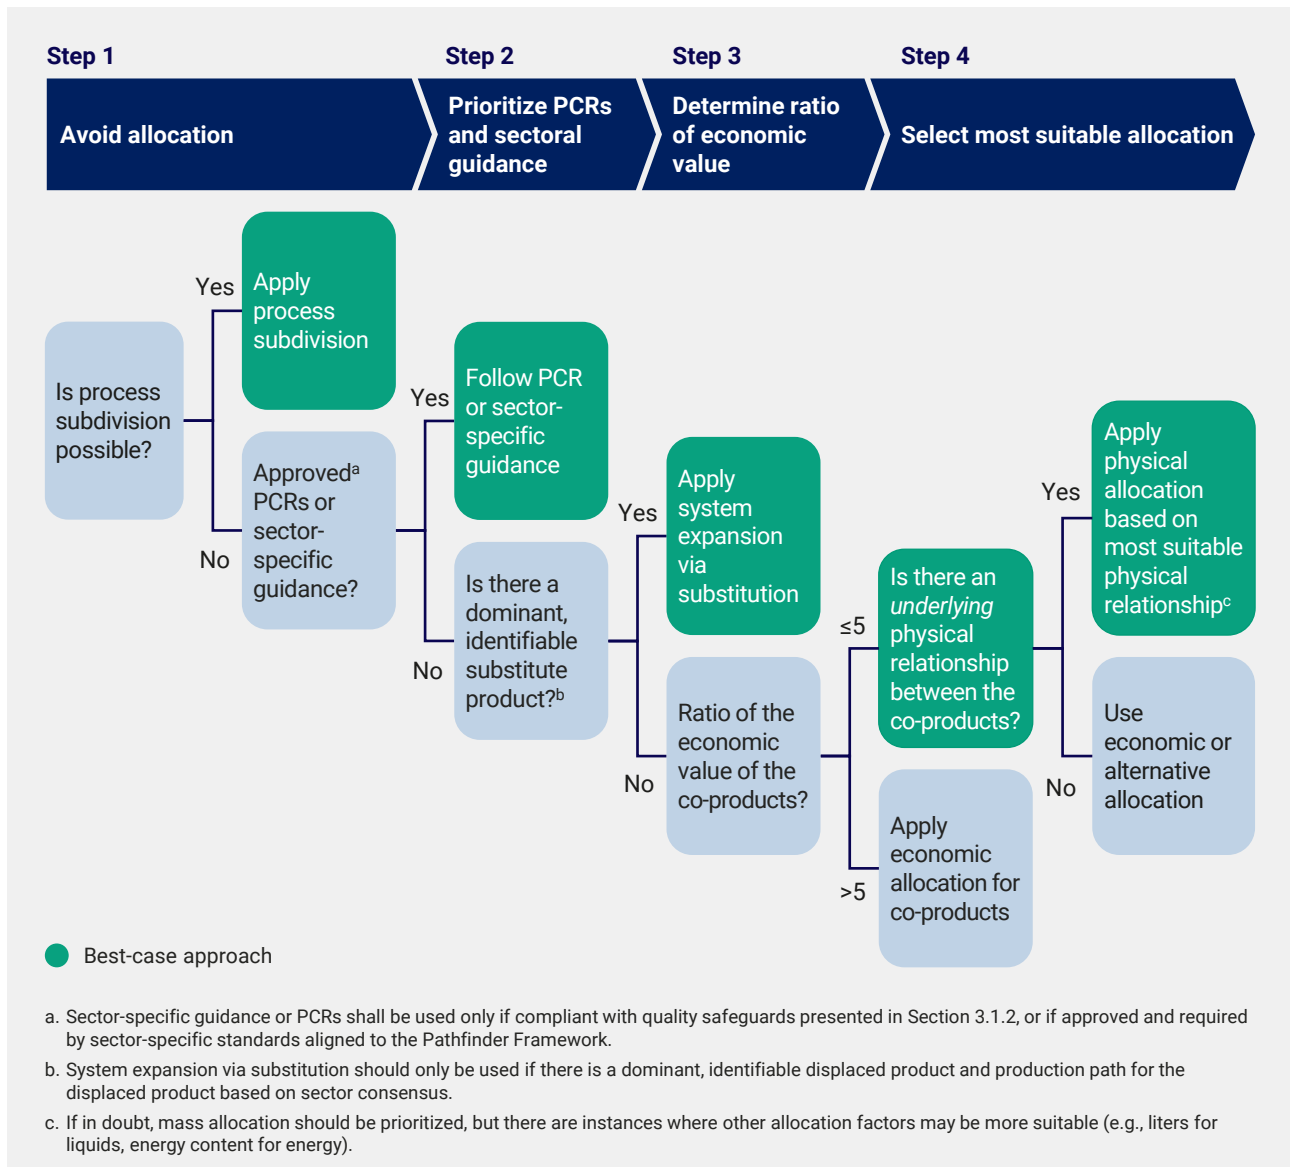 Step 1
Step 2
Step 3
Step 4
Avoid allocation
Prioritize PCRs
and sectoral
guidance
Determine ratio
of economic
value
Select most suitable allocation
Is process
subdivision
possible?
Yes
Apply
process
subdivision
No
Approvedᵃ
PCRs or
sector-
specific
guidance?
Yes
Follow PCR
or sector-
specific
guidance
No
Is there a
dominant,
identifiable
substitute
product?ᵇ
Yes
Apply
system
expansion
via
substitution
No
Ratio of the
economic
value of the
co-products?
≤5
Is there an
underlying
physical
relationship
between the
co-products?
>5
Apply
economic
allocation for
co-products
Yes
Apply
physical
allocation
based on
most suitable
physical
relationshipᶜ
No
Use
economic or
alternative
allocation
Best-case approach
a. Sector-specific guidance or PCRs shall be used only if compliant with quality safeguards presented in Section 3.1.2, or if approved and required
by sector-specific standards aligned to the Pathfinder Framework.
b. System expansion via substitution should only be used if there is a dominant, identifiable displaced product and production path for the
displaced product based on sector consensus.
c. If in doubt, mass allocation should be prioritized, but there are instances where other allocation factors may be more suitable (e.g., liters for
liquids, energy content for energy).